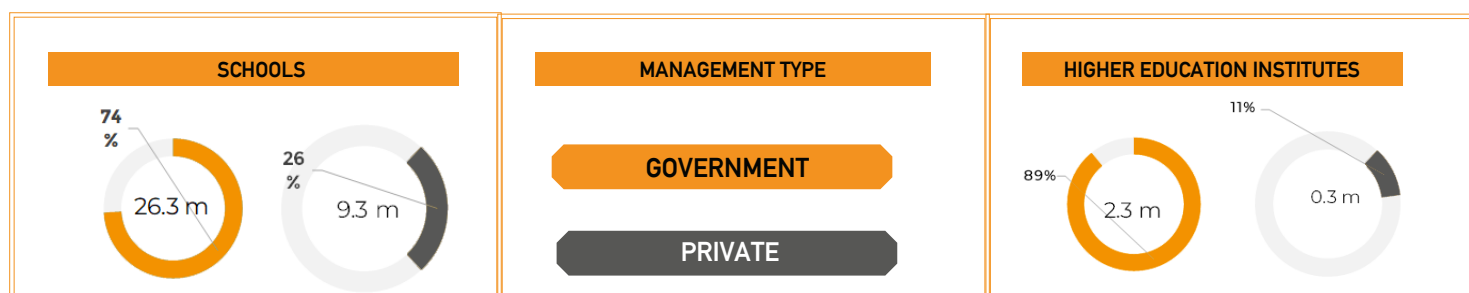 SCHOOLS
74
%
26.3 m
26
%
9.3 m
MANAGEMENT TYPE
GOVERNMENT
PRIVATE
HIGHER EDUCATION INSTITUTES
89%
2.3 m
11%
0.3 m